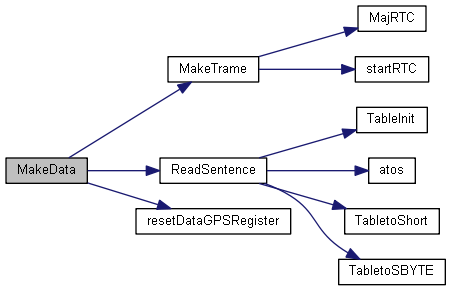 MajRTC
MakeTrame
startRTC
TableInit
MakeData
ReadSentence
atos
resetDataGPSRegister
TabletoShort
TabletoSBYTE